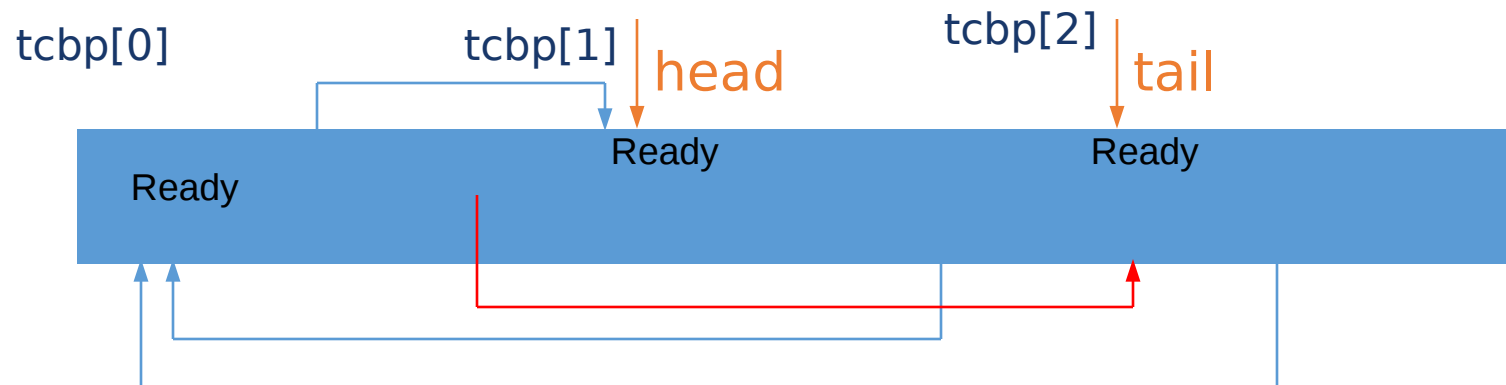 tcbp[0]
tcbp[1]
head
tcbp[2]
tail
Ready
Ready
Ready